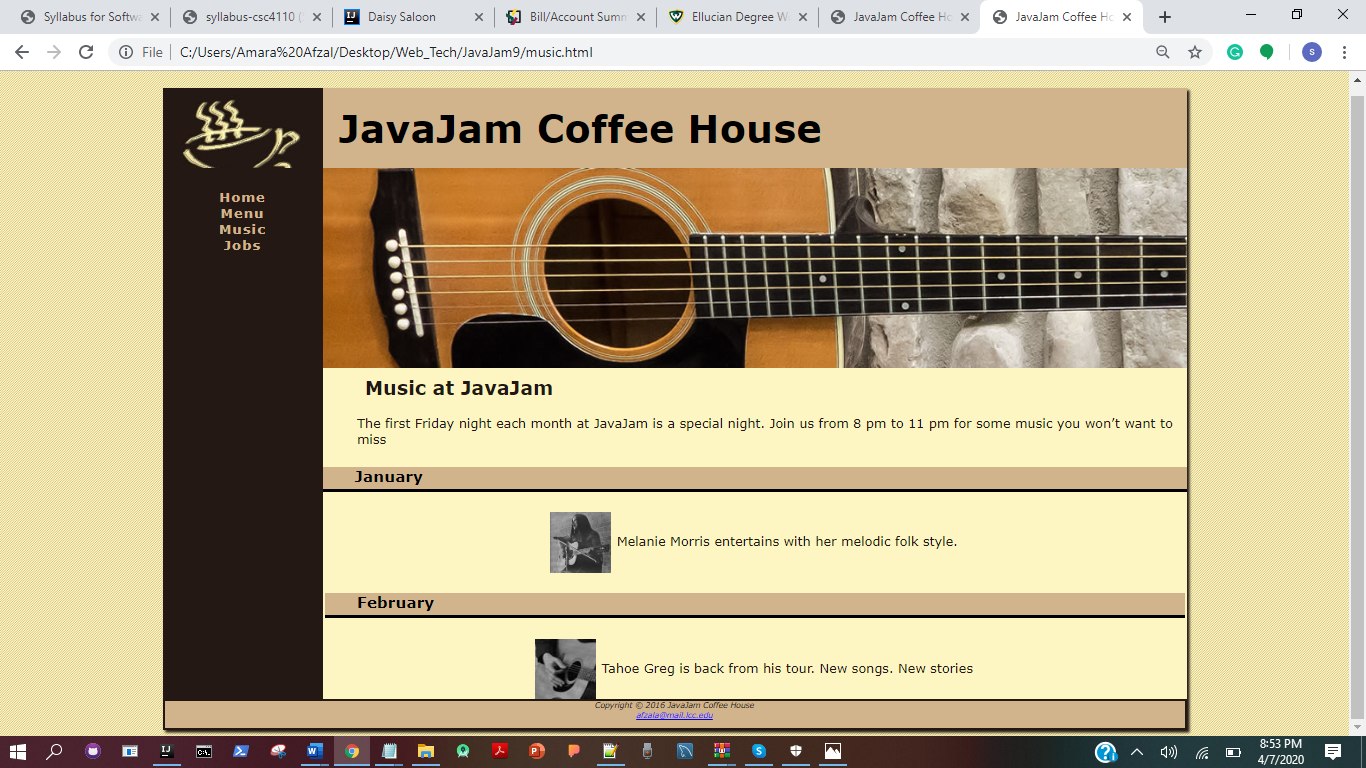 Syllabus for Softwa
syllabus-csc4110 (
Daisy Saloon
Bill/Account Summ
Ellucian Degree Wo
JavaJam Coffee Ho
JavaJam Coffee Ho
File
C:/Users/Amara%20Afzal/Desktop/Web_Tech/JavaJam9/music.html
S
JavaJam Coffee House
Home
Menu
Music
Jobs
Music at JavaJam
The first Friday night each month at JavaJam is a special night. Join us from 8 pm to 11 pm for some music you won’t want to
miss
January
Melanie Morris entertains with her melodic folk style.
February
Tahoe Greg is back from his tour. New songs. New stories
Copyright © 2016 JavaJam Coffee House
afzala@mail.lcc.edu
8:53 PM
4/7/2020